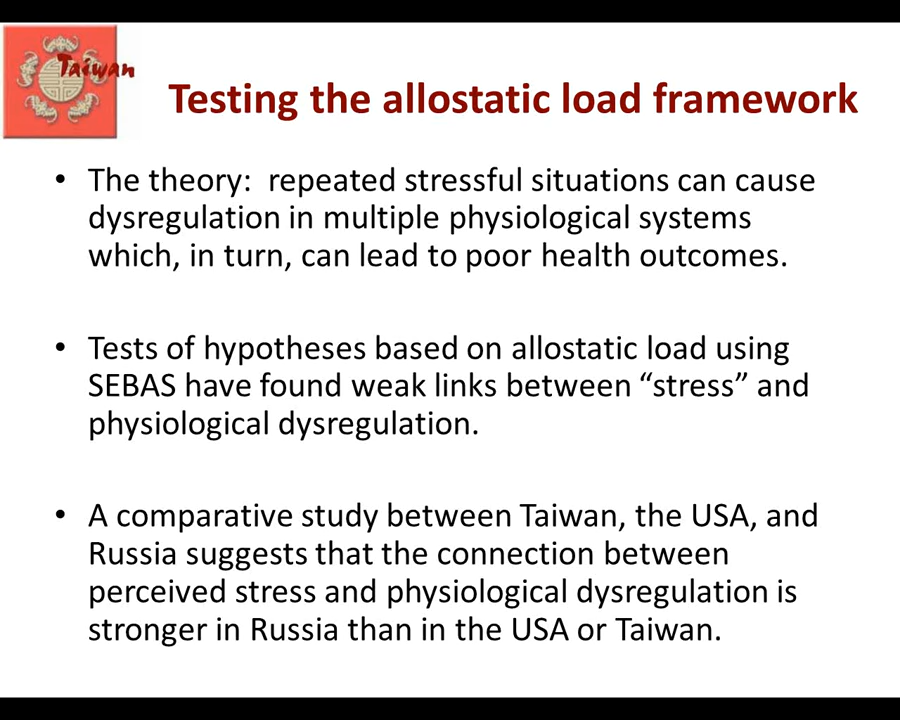 Taiwan
Testing the allostatic load framework
• The theory:  repeated stressful situations can cause
dysregulation in multiple physiological systems
which, in turn, can lead to poor health outcomes.
• Tests of hypotheses based on allostatic load using
SEBAS have found weak links between “stress” and
physiological dysregulation.
• A comparative study between Taiwan, the USA, and
Russia suggests that the connection between
perceived stress and physiological dysregulation is
stronger in Russia than in the USA or Taiwan.